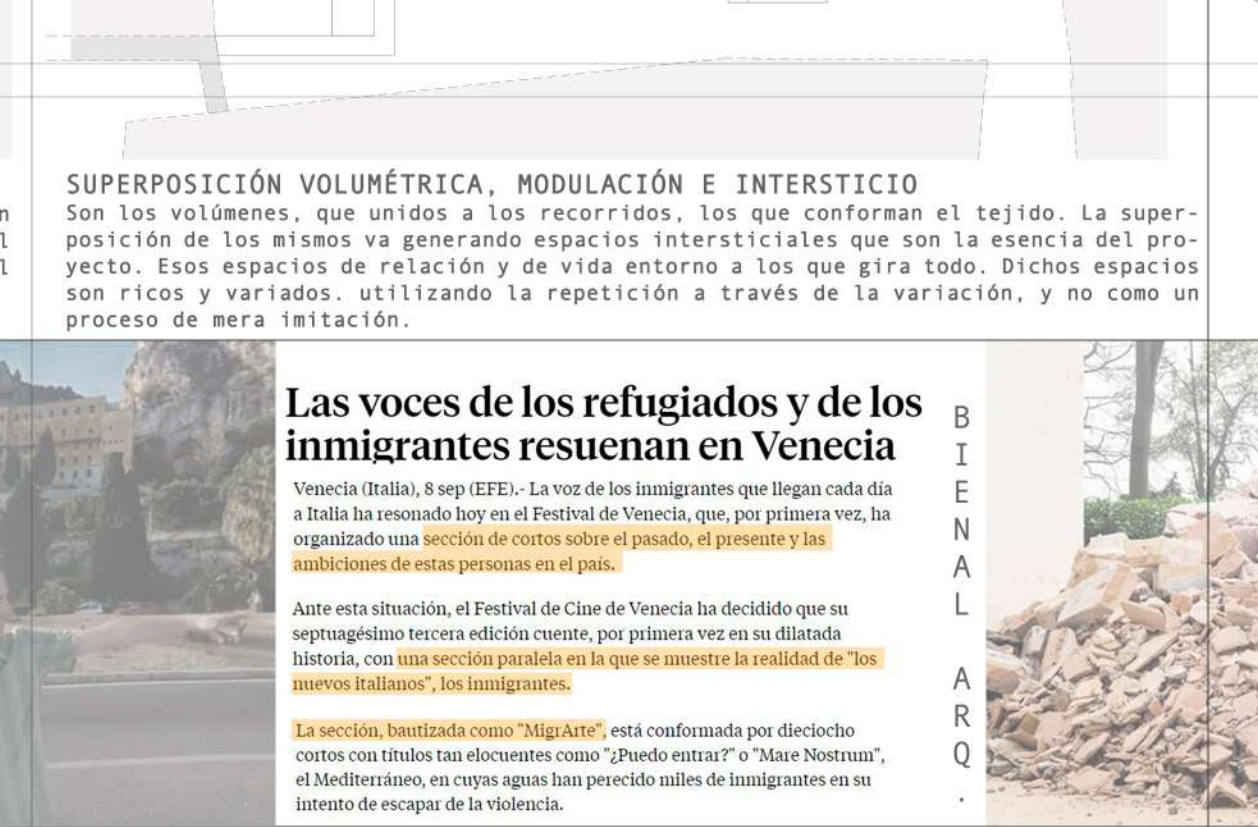 n
l
l
SUPERPOSICIÓN VOLUMÉTRICA, MODULACIÓN E INTERSTICIO
Son los volúmenes, que unidos a los recorridos, los que conforman el tejido. La super-
posición de los mismos va generando espacios intersticiales que son la esencia del pro-
yecto. Esos espacios de relación y de vida entorno a los que gira todo. Dichos espacios
son ricos y variados. utilizando la repetición a través de la variación, y no como un
proceso de mera imitación.
Las voces de los refugiados y de los
inmigrantes resuenan en Venecia
Venecia (Italia), 8 sep (EFE).- La voz de los inmigrantes que llegan cada día
a Italia ha resonado hoy en el Festival de Venecia, que, por primera vez, ha
organizado una sección de cortos sobre el pasado, el presente y las
ambiciones de estas personas en el país.
Ante esta situación, el Festival de Cine de Venecia ha decidido que su
septuagésimo tercera edición cuente, por primera vez en su dilatada
historia, con una sección paralela en la que se muestre la realidad de "los
nuevos italianos", los inmigrantes.
La sección, bautizada como "MigrArte", está conformada por dieciocho
cortos con títulos tan elocuentes como "¿Puedo entrar?" o "Mare Nostrum",
el Mediterráneo, en cuyas aguas han perecido miles de inmigrantes en su
intento de escapar de la violencia.
BIENAL ARQ.